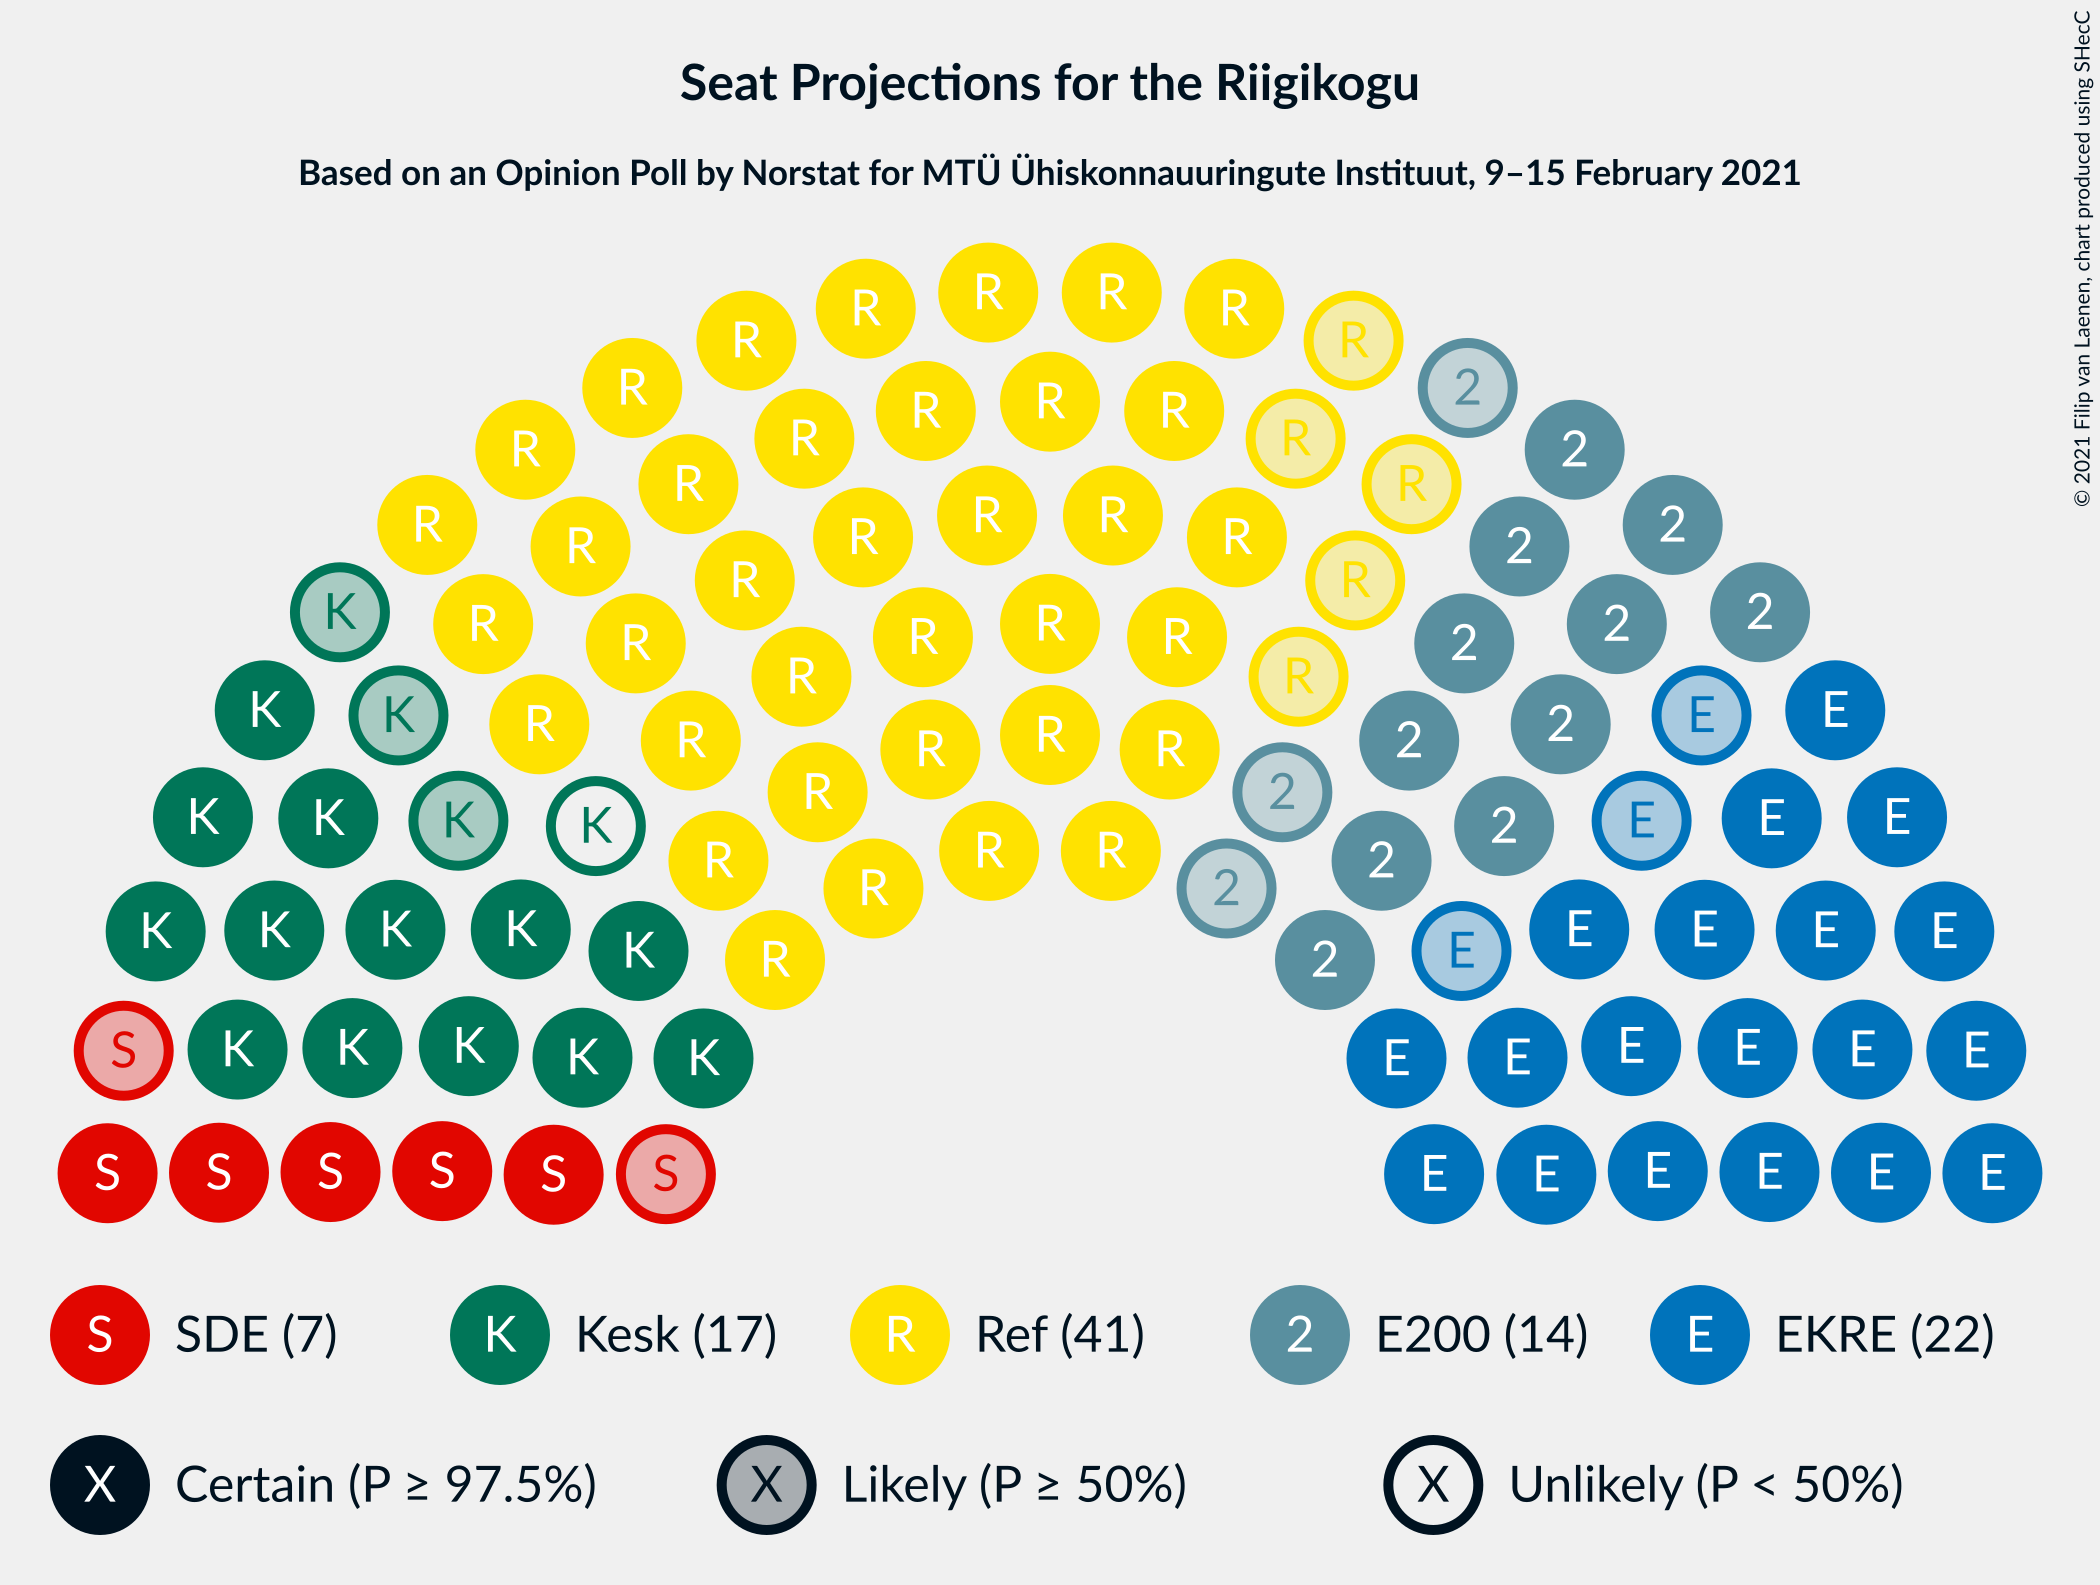 Seat Projections for the Riigikogu
Based on an Opinion Poll by Norstat for MTÜ Ühiskonnauuringute Instituut, 9–15 February 2021
© 2021 Filip van Laenen, chart produced using SHecC
R R R R R R 2
R R R R R 2
R R R R R R R 2
R R R R R R 2
K R R R R R 2 2
K R R R R R R 2 2
K K R R R R R 2 2 E E
K K K K R R R 2 2 2 E E E
K K K K K R R R R 2 2 E E E E E
S K K K K K E E E E E E
S S S S S S E E E E E E
S SDE (7) K Kesk (17) R Ref (41) 2 E200 (14) E EKRE (22)
X Certain (P ≥ 97.5%) X Likely (P ≥ 50%) X Unlikely (P < 50%)